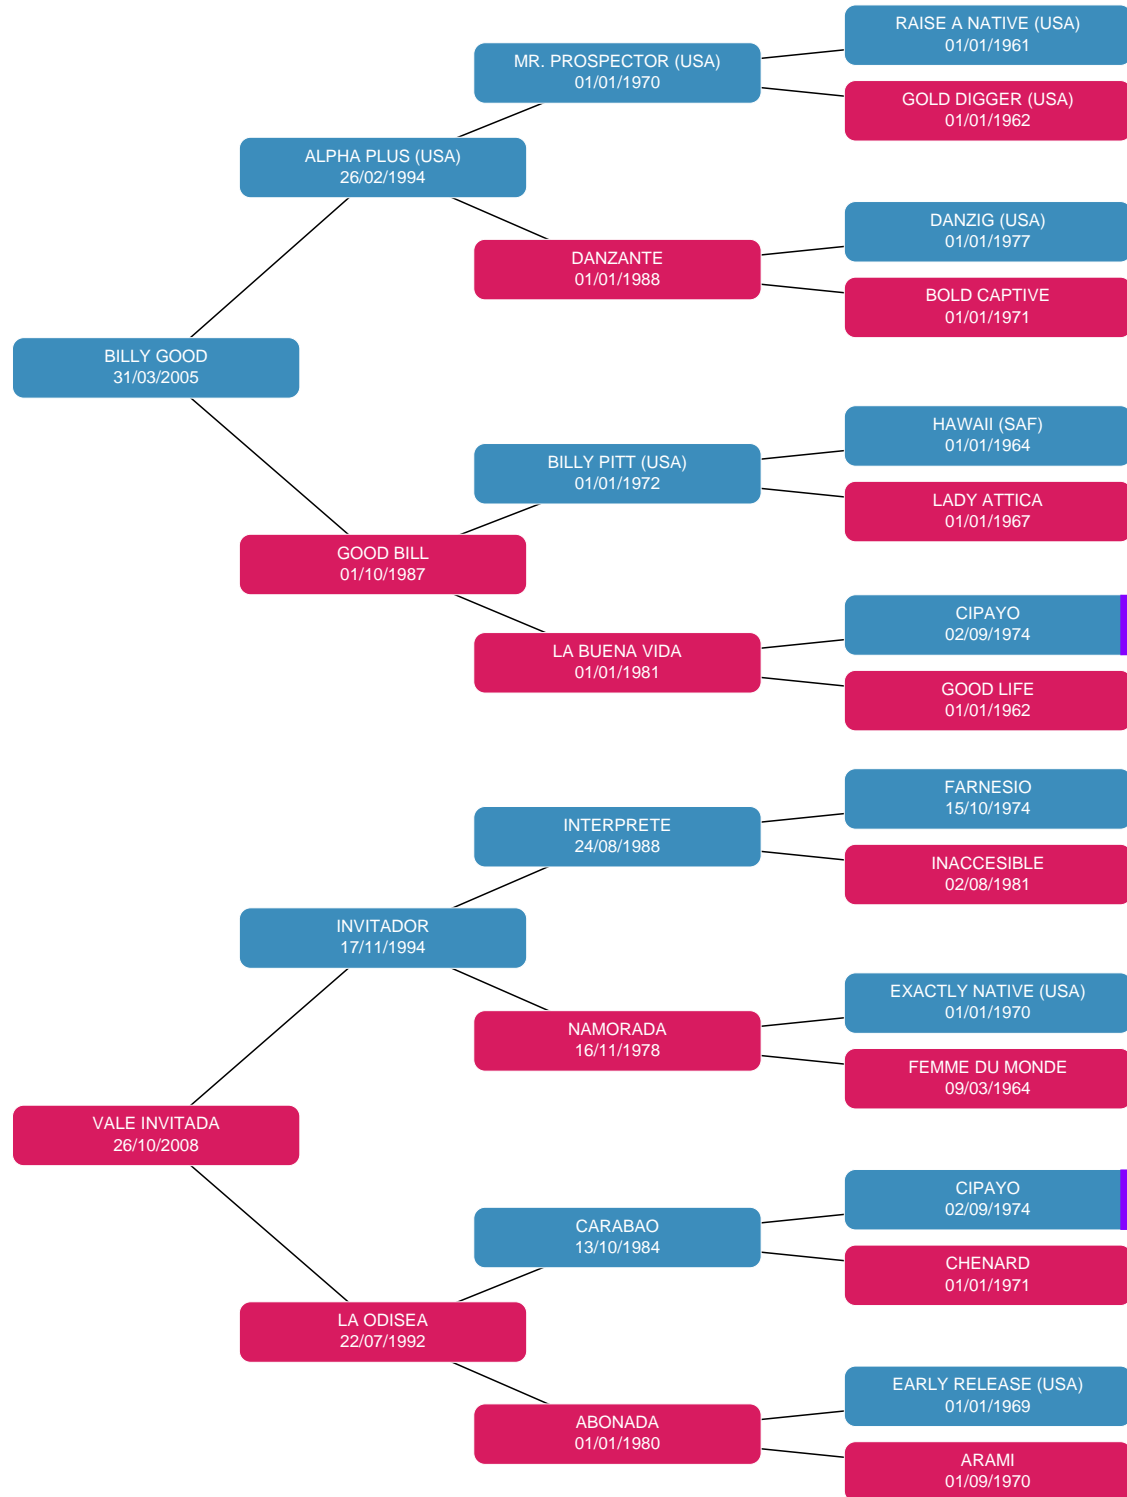 RAISE A NATIVE (USA)
01/01/1961
MR. PROSPECTOR (USA)
01/01/1970
GOLD DIGGER (USA)
01/01/1962
ALPHA PLUS (USA)
26/02/1994
DANZIG (USA)
01/01/1977
DANZANTE
01/01/1988
BOLD CAPTIVE
01/01/1971
BILLY GOOD
31/03/2005
HAWAII (SAF)
01/01/1964
BILLY PITT (USA)
01/01/1972
LADY ATTICA
01/01/1967
GOOD BILL
01/10/1987
CIPAYO
02/09/1974
LA BUENA VIDA
01/01/1981
GOOD LIFE
01/01/1962
FARNESIO
15/10/1974
INTERPRETE
24/08/1988
INACCESIBLE
02/08/1981
INVITADOR
17/11/1994
EXACTLY NATIVE (USA)
01/01/1970
NAMORADA
16/11/1978
FEMME DU MONDE
09/03/1964
VALE INVITADA
26/10/2008
CIPAYO
02/09/1974
CARABAO
13/10/1984
CHENARD
01/01/1971
LA ODISEA
22/07/1992
EARLY RELEASE (USA)
01/01/1969
ABONADA
01/01/1980
ARAMI
01/09/1970